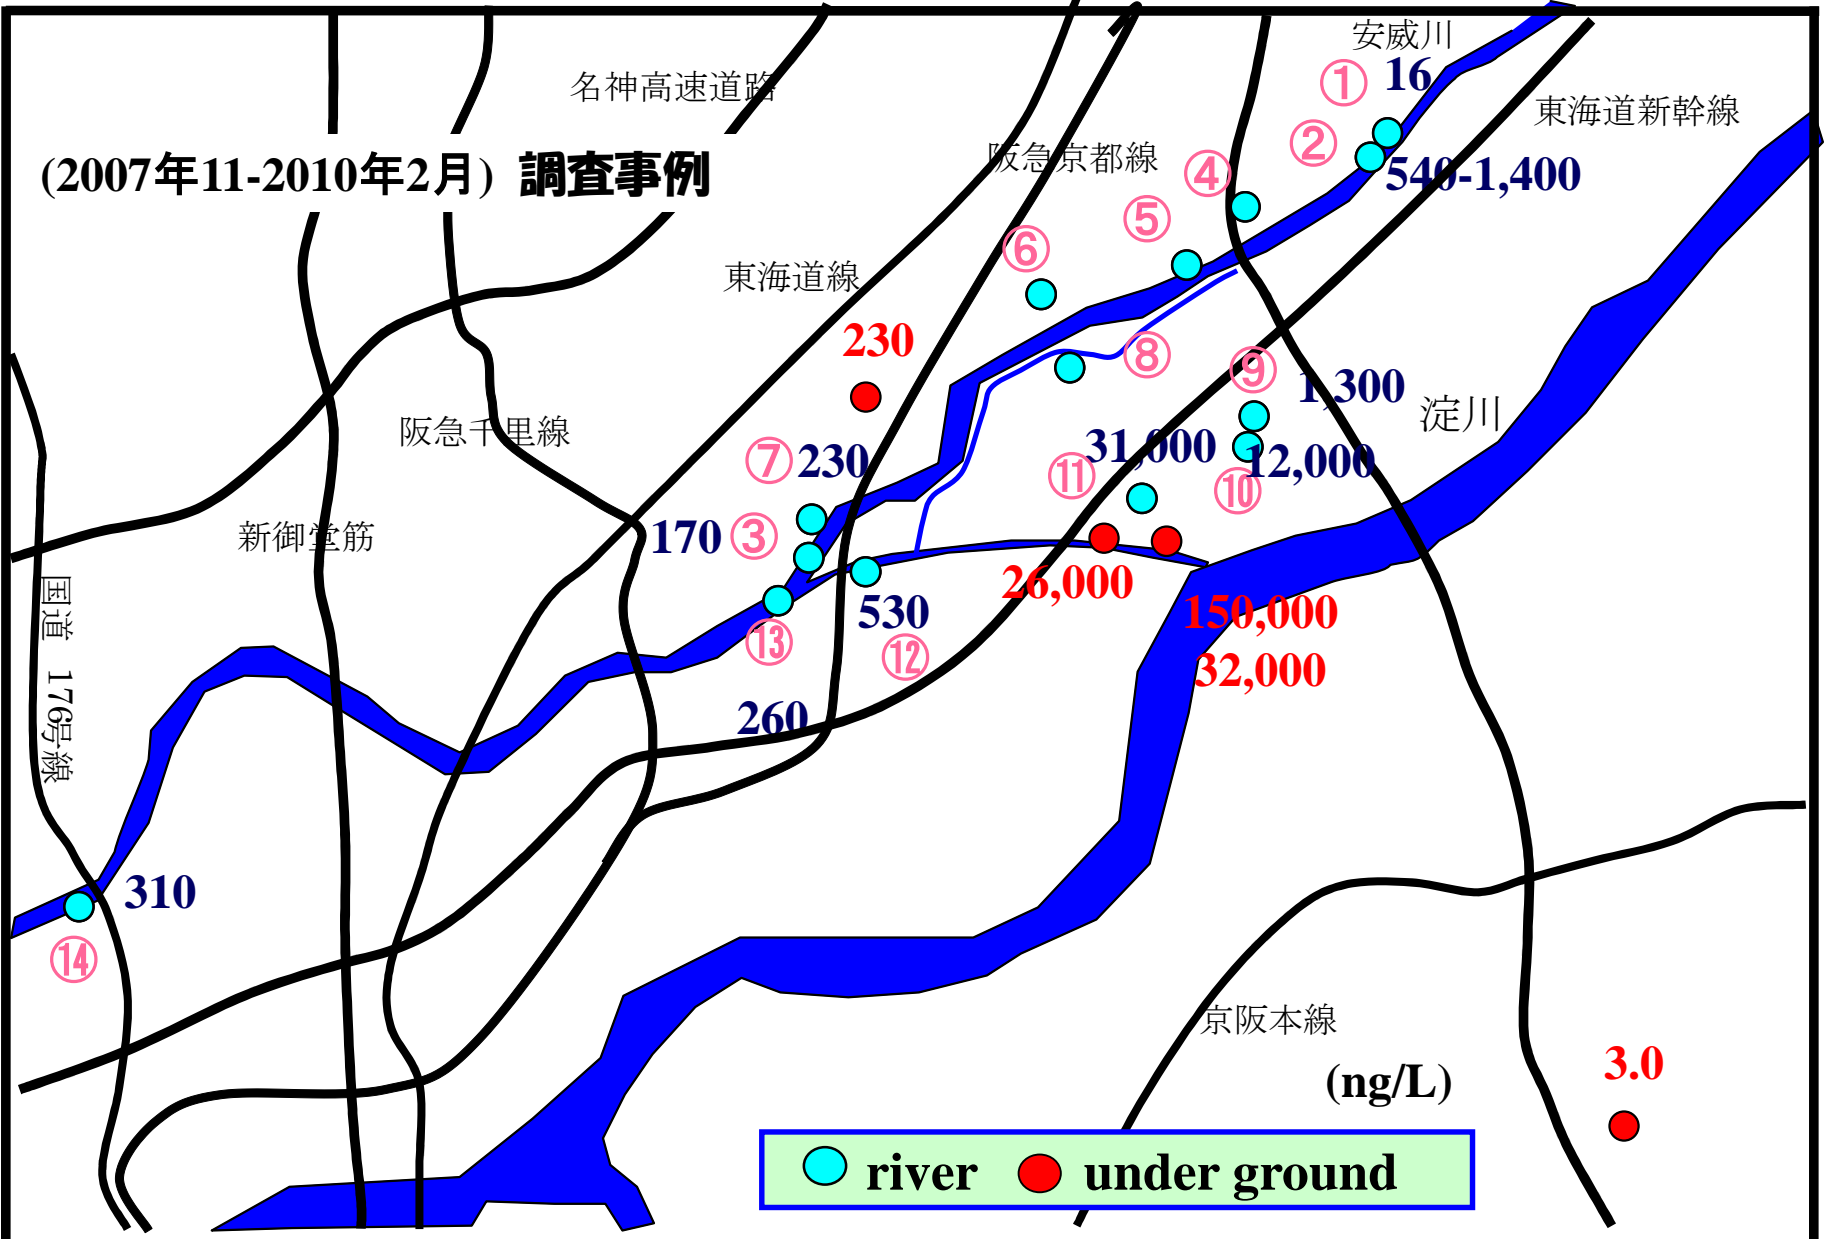 安威川
① 16
名神高速道路
東海道新幹線
②
540-1,400
(2007年11-2010年2月) 調査事例
阪急京都線
④
⑤
⑥
東海道線
230
⑧
⑨
1,300
淀川
阪急千里線
⑦ 230
31,000
12,000
⑪
⑩
新御堂筋
170 ③
26,000
530
150,000
国道 176号線
⑬
⑫
32,000
260
310
⑭
京阪本線
3.0
(ng/L)
river under ground